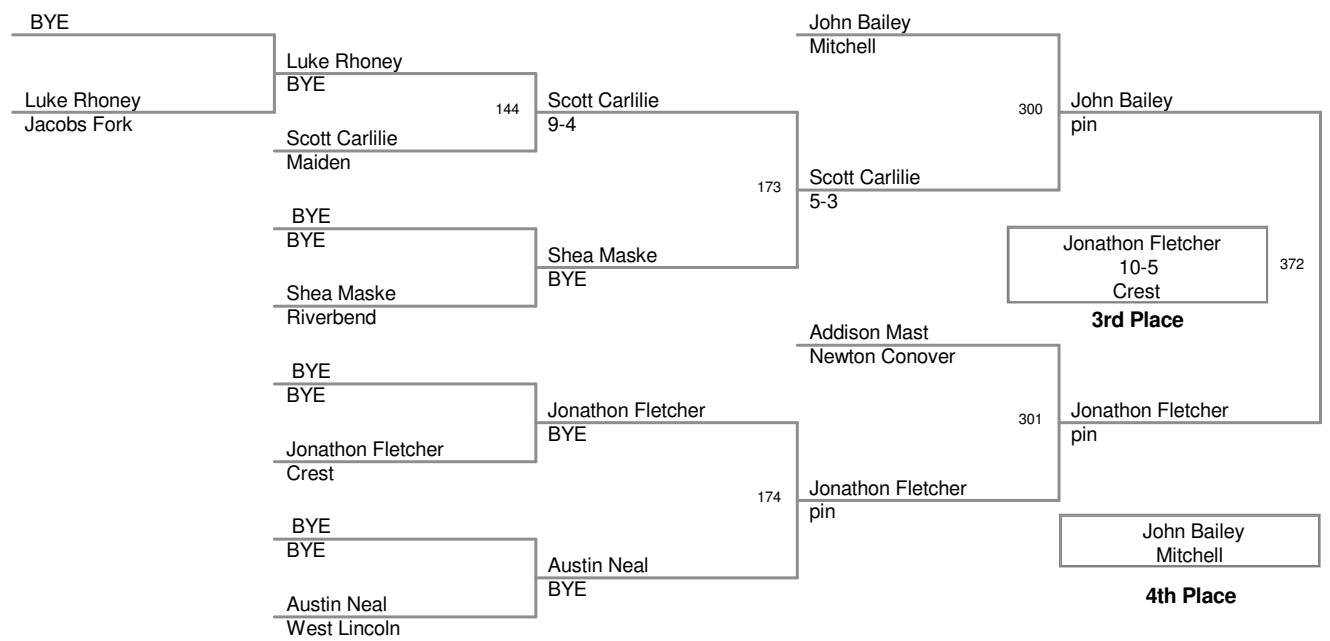 BYE
Luke Rhoney
Jacobs Fork
Luke Rhoney
BYE
144
Scott Carlilie
Maiden
BYE
BYE
Shea Maske
Riverbend
BYE
BYE
Jonathon Fletcher
Crest
BYE
BYE
Austin Neal
West Lincoln
Scott Carlilie
9-4
173
Shea Maske
BYE
Jonathon Fletcher
BYE
174
Austin Neal
BYE
John Bailey
Mitchell
300
Scott Carlilie
5-3
Addison Mast
Newton Conover
301
Jonathon Fletcher
pin
John Bailey
pin
Jonathon Fletcher
10-5
Crest
372
3rd Place
Jonathon Fletcher
pin
John Bailey
Mitchell
4th Place